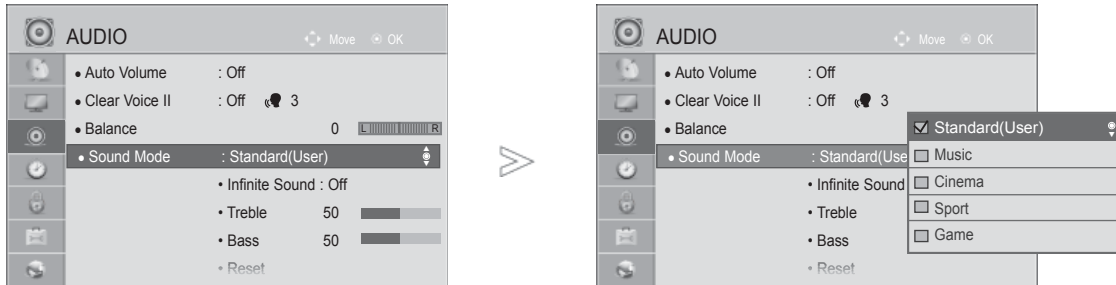 AUDIO
Move OK
• Auto Volume : Off
• Clear Voice II : Off 3
• Balance 0 L R
• Sound Mode : Standard(User)
• Infinite Sound : Off
• Treble 50
• Bass 50
• Reset
>
AUDIO
Move OK
• Auto Volume : Off
• Clear Voice II : Off 3
• Balance
• Sound Mode : Standard(Use
• Infinite Sound
• Treble
• Bass
• Reset
Standard(User)
Music
Cinema
Sport
Game